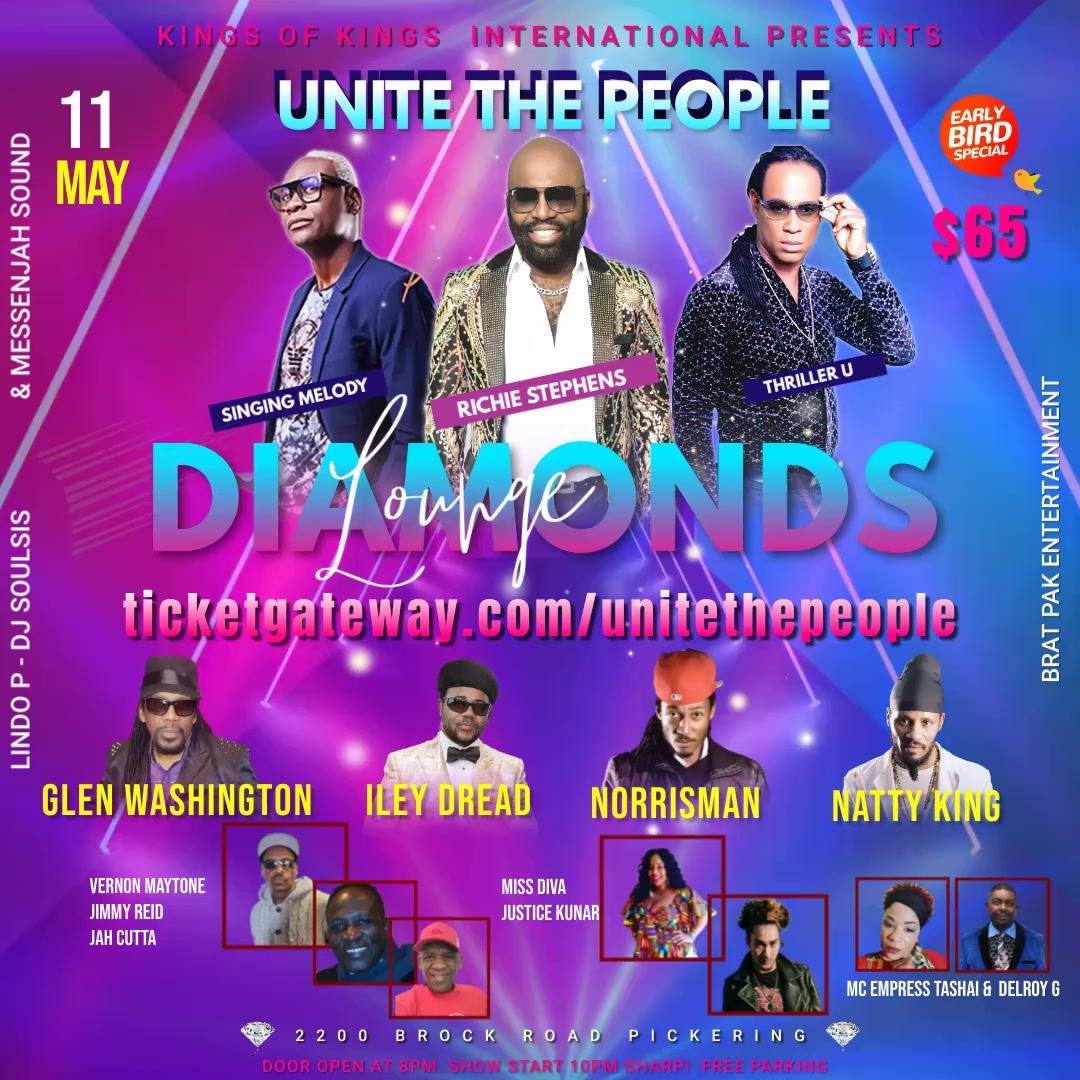 KINGS OF KINGS INTERNATIONAL PRESENTS
UNITE THE PEOPLE
11
MAY
EARLY
BIRD
SPECIAL
$65
& MESSENJAH SOUND
LINDO P - DJ SOULSIS
BRAT PAK ENTERTAINMENT
SINGING MELODY
RICHIE STEPHENS
THRILLER U
DIAMONDS
Lounge
ticketgateway.com/unitethepeople
GLEN WASHINGTON
ILEY DREAD
NORRISMAN
NATTY KING
VERNON MAYTONE
JIMMY REID
JAH CUTTA
MISS DIVA
JUSTICE KUNAR
MC EMPRESS TASHAI & DELROY G
2200 BROCK ROAD PICKERING
DOOR OPEN AT 8PM SHOW START 10PM SHARP! FREE PARKING